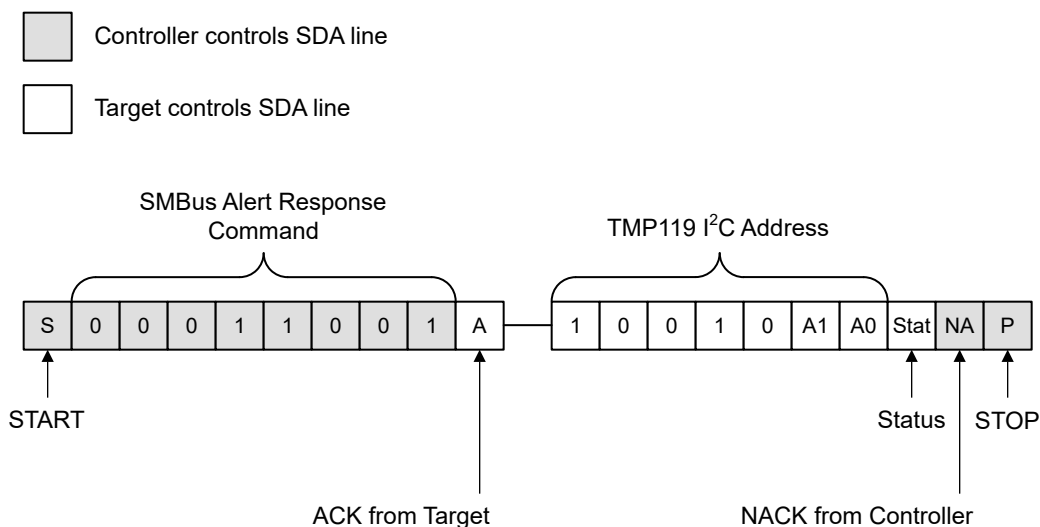 Controller controls SDA line
Target controls SDA line
SMBus Alert Response
Command
TMP119 I²C Address
S 0 0 0 1 1 0 0 1 A 1 0 0 1 0 A1 A0 Stat NA P
START
Status
STOP
ACK from Target
NACK from Controller